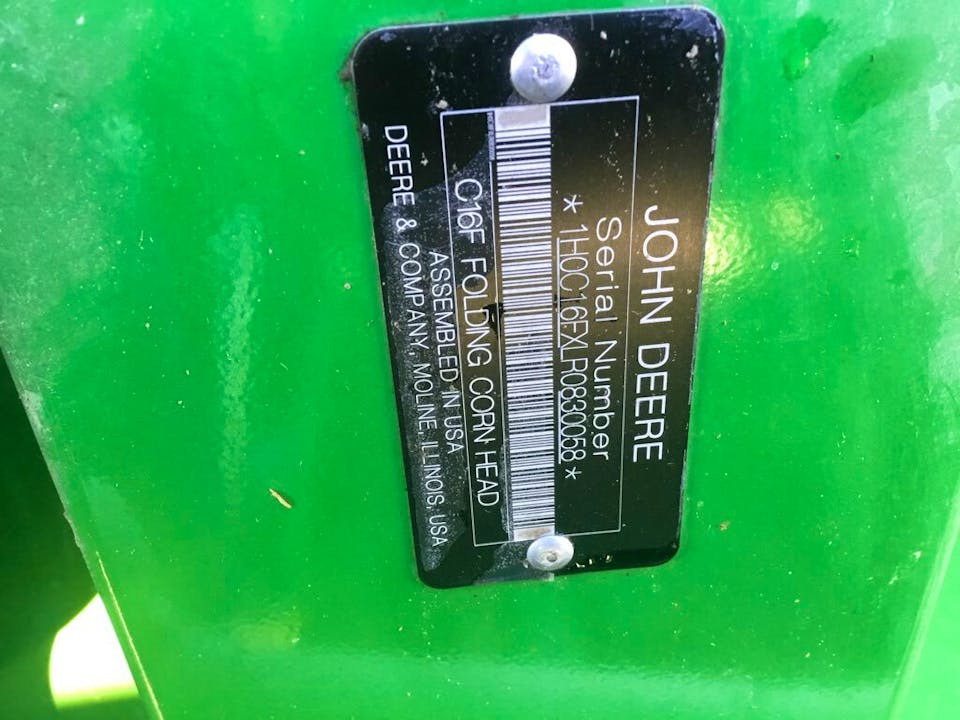 JOHN DEERE
Serial Number
*1H0C16FXLR0830058*
C16F FOLDING CORN HEAD
ASSEMBLED IN USA
DEERE & COMPANY, MOLINE, ILLINOIS, USA